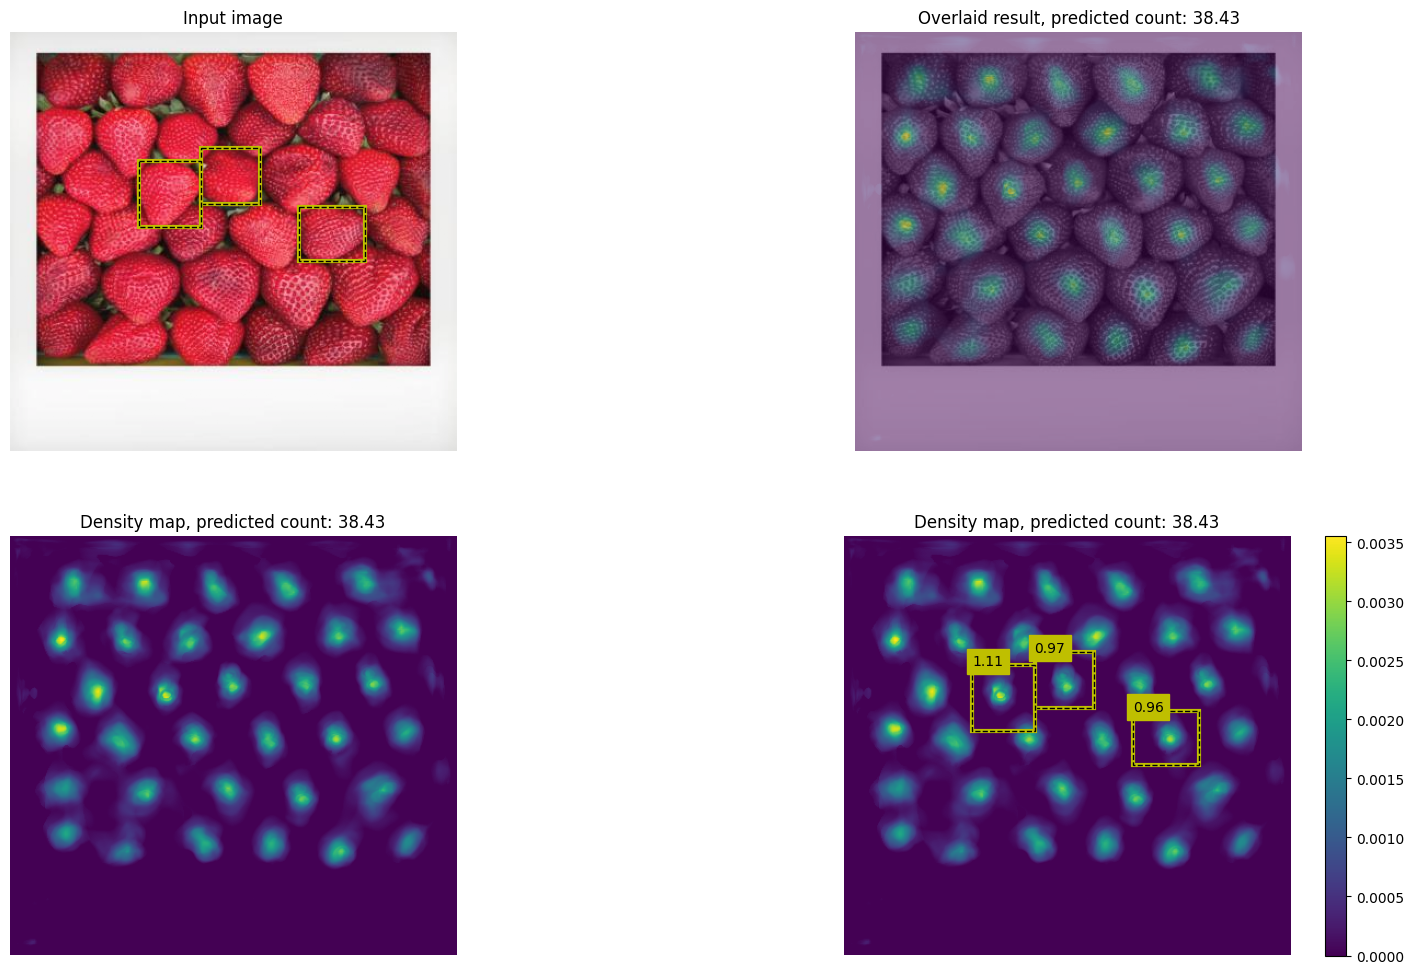 Input image
Overlaid result, predicted count: 38.43
Density map, predicted count: 38.43
Density map, predicted count: 38.43
0.97
1.11
0.96
0.0035
0.0030
0.0025
0.0020
0.0015
0.0010
0.0005
0.0000